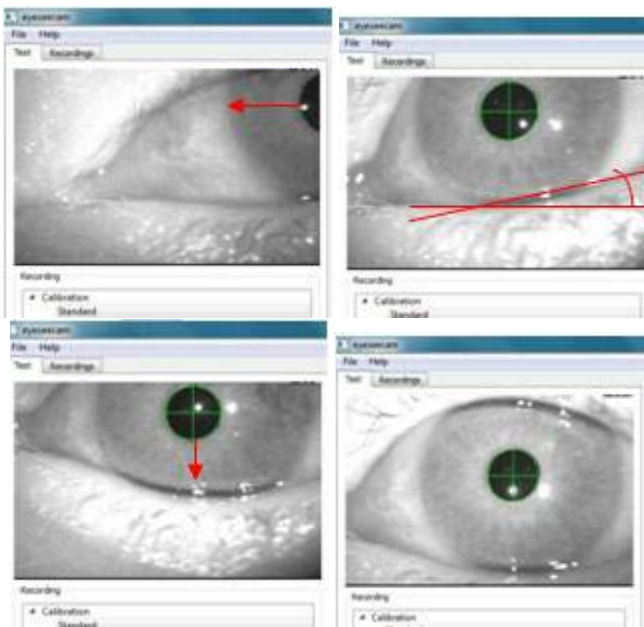 eyeseecam
File Help
Test Recordings
Recording
Calibration
Standard
eyeseecam
File Help
Test Recordings
Recording
Calibration
Standard
eyeseecam
File Help
Test Recordings
Recording
Calibration
Standard
eyeseecam
File Help
Test Recordings
Recording
Calibration